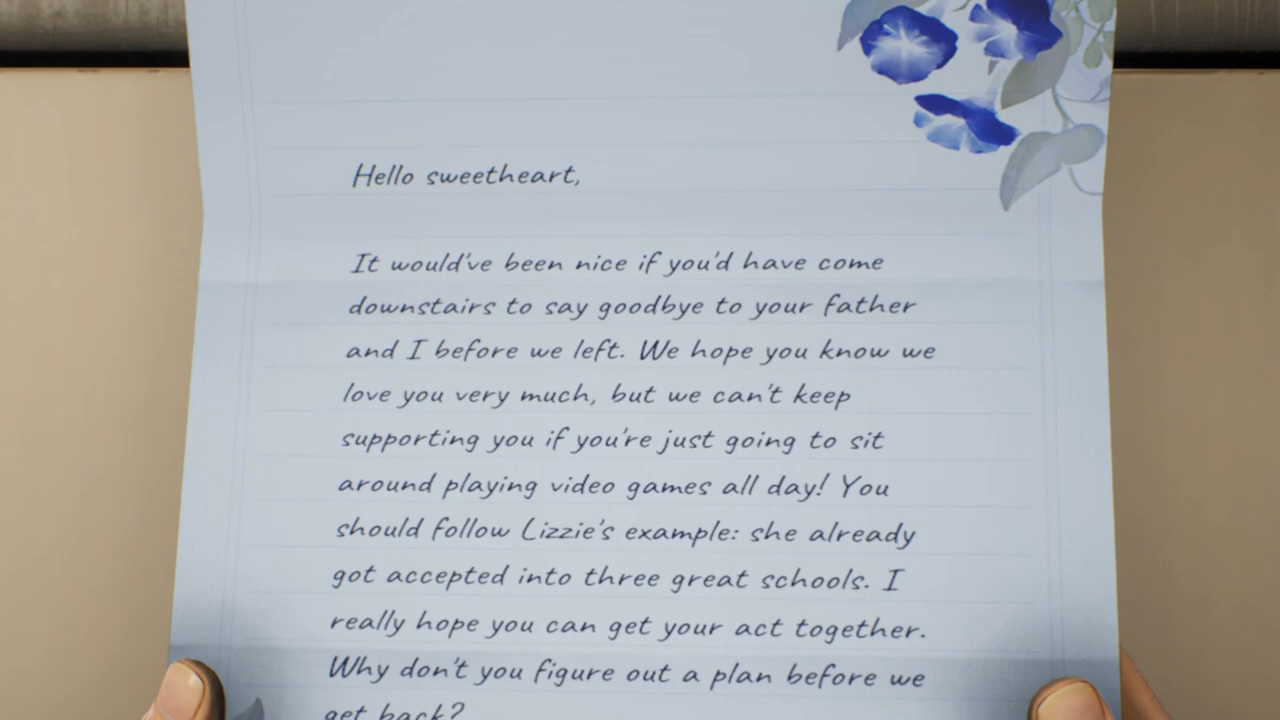 Hello sweetheart,
It would've been nice if you'd have come
downstairs to say goodbye to your father
and I before we left. We hope you know we
love you very much, but we can't keep
supporting you if you're just going to sit
around playing video games all day! You
should follow Lizzie's example: she already
got accepted into three great schools. I
really hope you can get your act together.
Why don't you figure out a plan before we
get back?